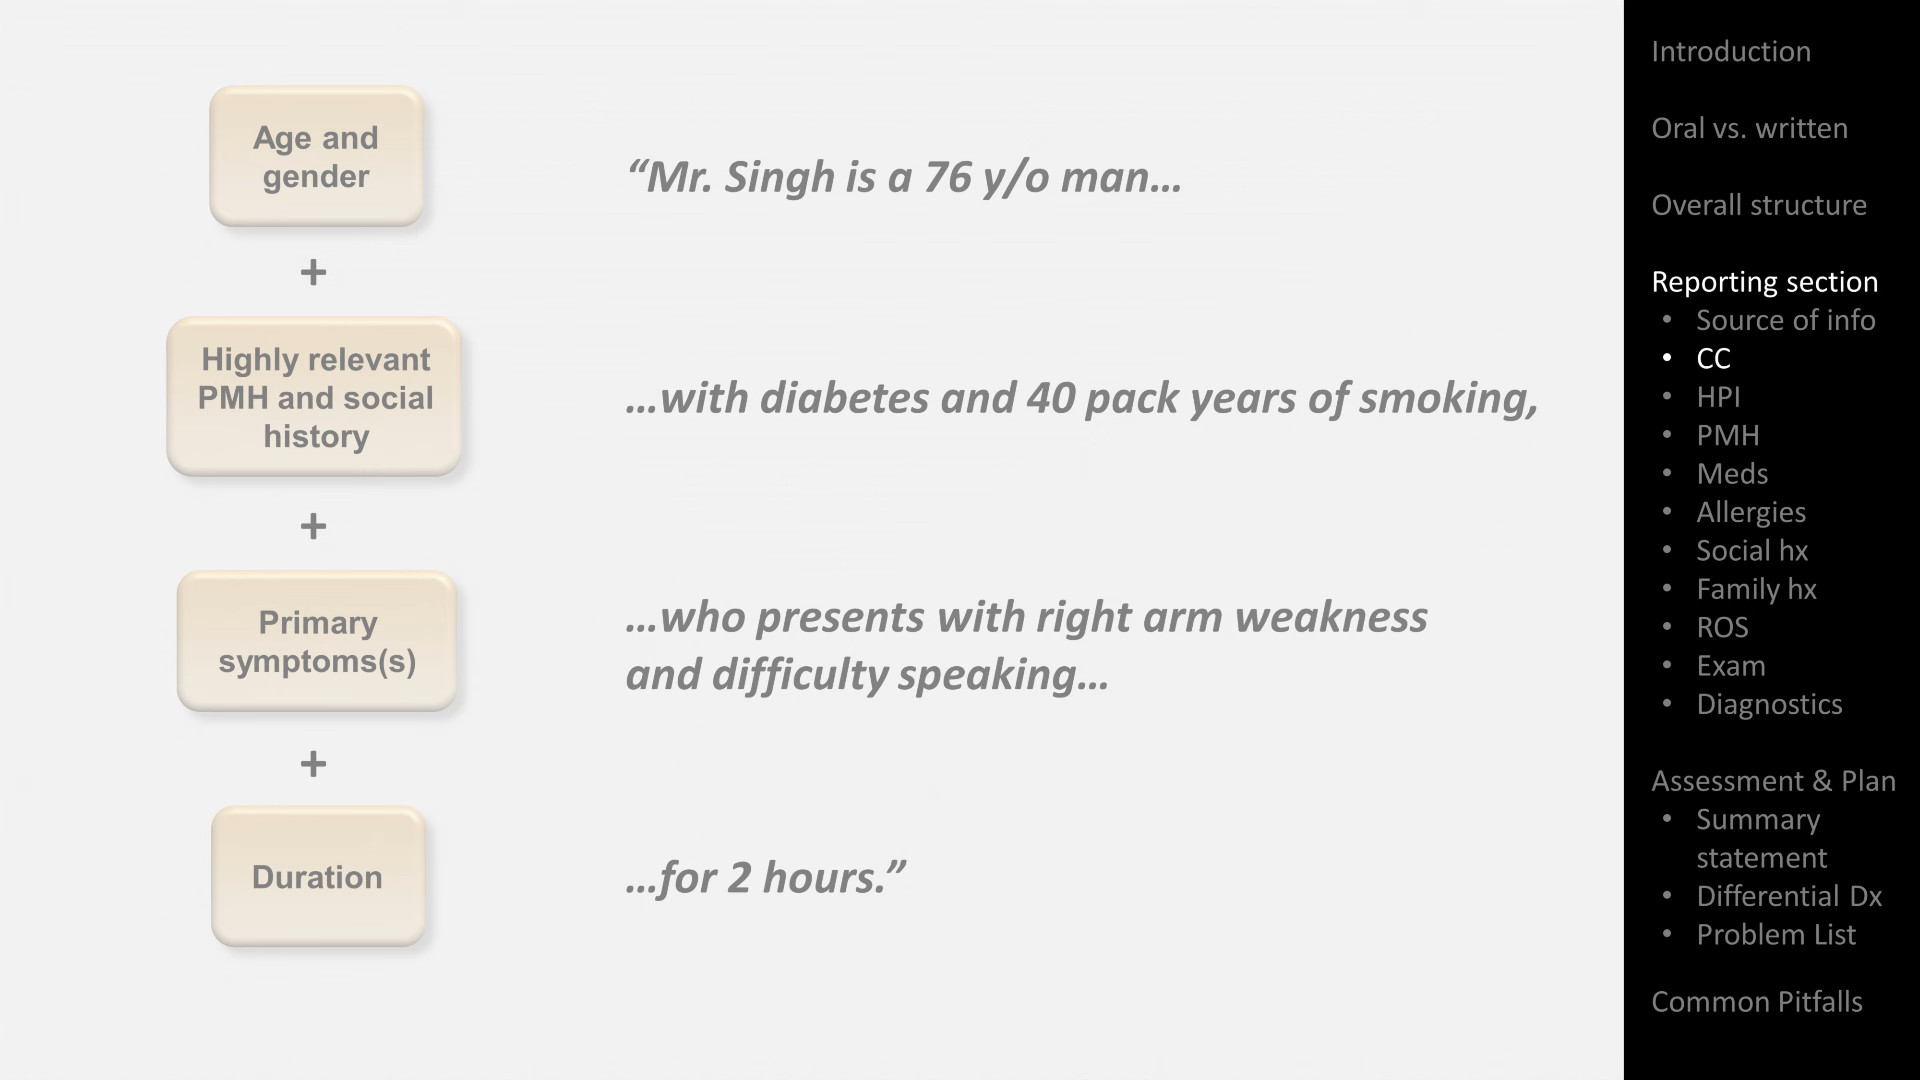 Age and
gender
“Mr. Singh is a 76 y/o man…
+
Highly relevant
PMH and social
history
…with diabetes and 40 pack years of smoking,
+
Primary
symptoms(s)
…who presents with right arm weakness
and difficulty speaking…
+
Duration
…for 2 hours.”
Introduction
Oral vs. written
Overall structure
Reporting section
• Source of info
• CC
• HPI
• PMH
• Meds
• Allergies
• Social hx
• Family hx
• ROS
• Exam
• Diagnostics
Assessment & Plan
• Summary
statement
• Differential Dx
• Problem List
Common Pitfalls